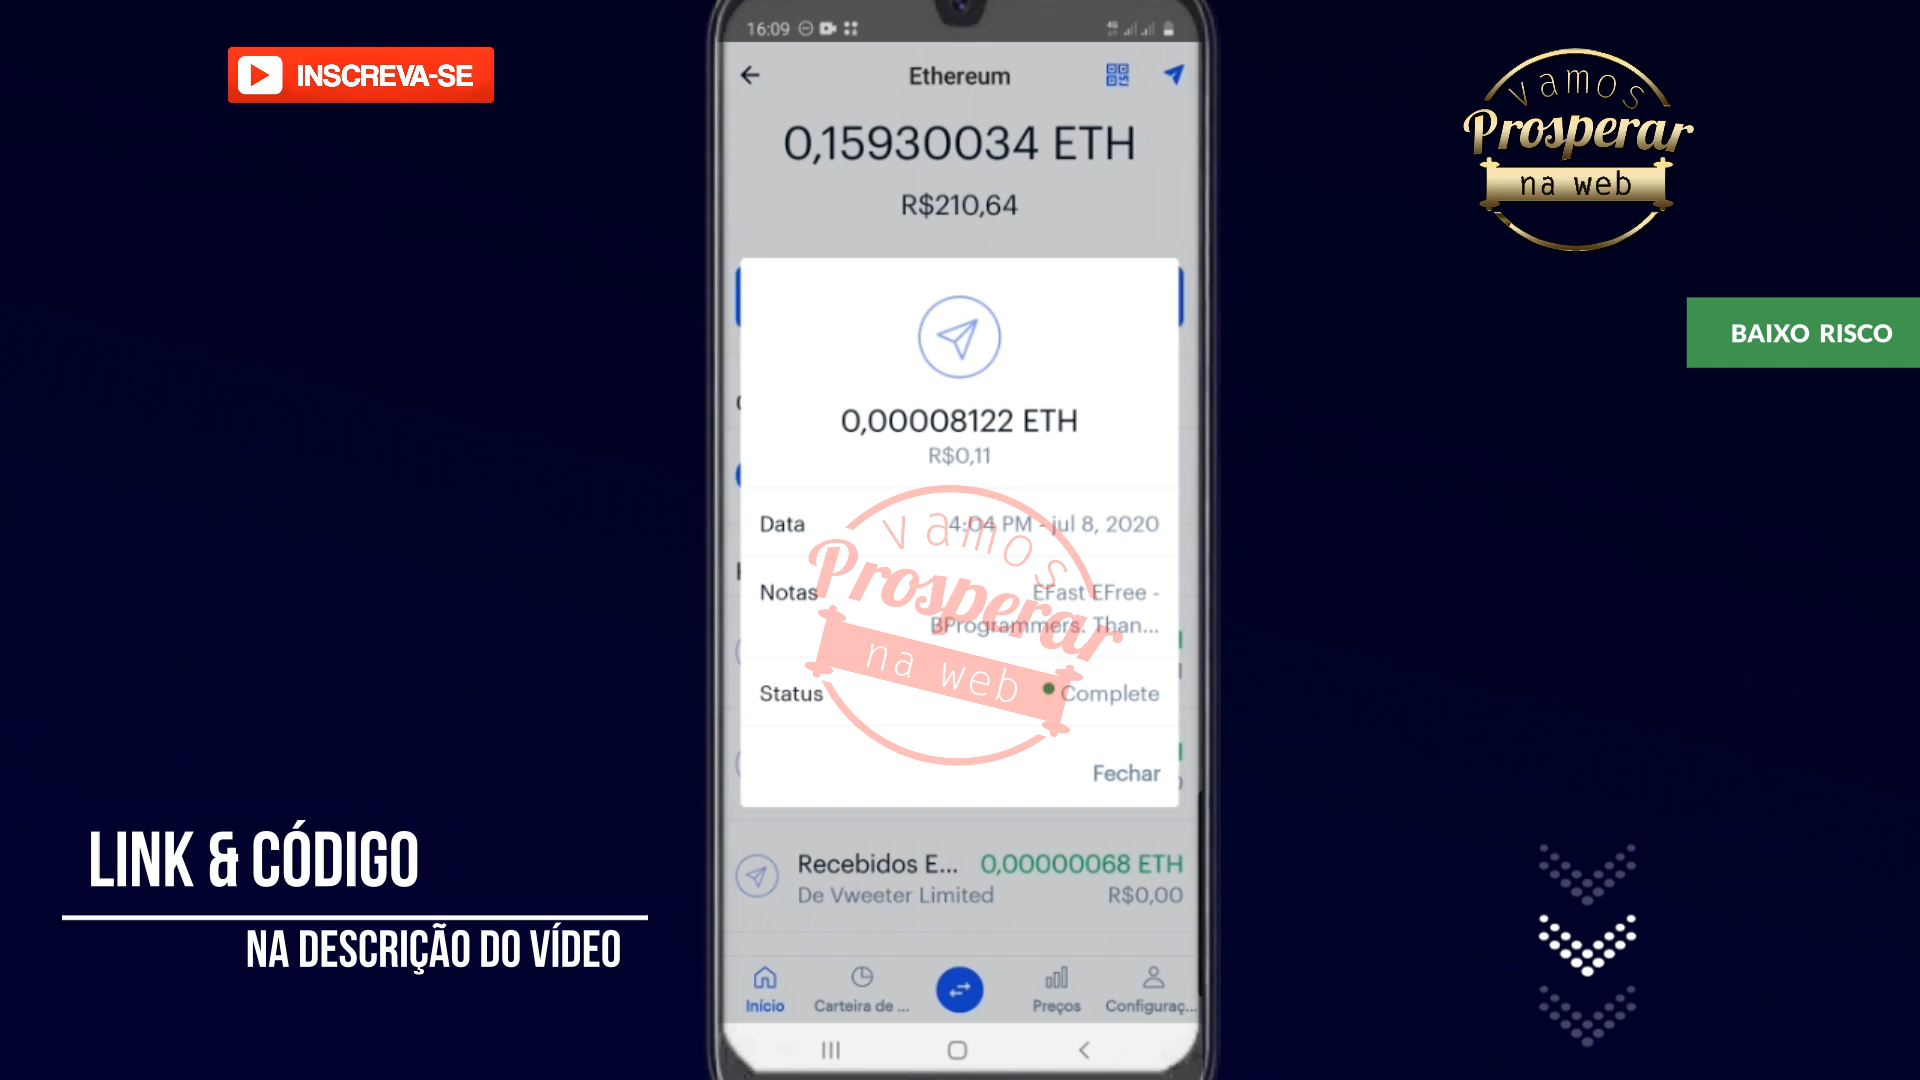 INSCREVA-SE
16:09
4G
Ethereum
0,15930034 ETH
R$210,64
vamos
Prosperar
na web
BAIXO RISCO
0,00008122 ETH
R$0,11
Data
4:04 PM - jul 8, 2020
Notas
EFast EFree -
BProgrammers. Than...
Status
Complete
Fechar
vamos
Prosperar
na web
Recebidos E...
0,00000068 ETH
De Vweeter Limited
R$0,00
LINK & CÓDIGO
NA DESCRIÇÃO DO VÍDEO
Início
Carteira de ...
Preços
Configuraç...